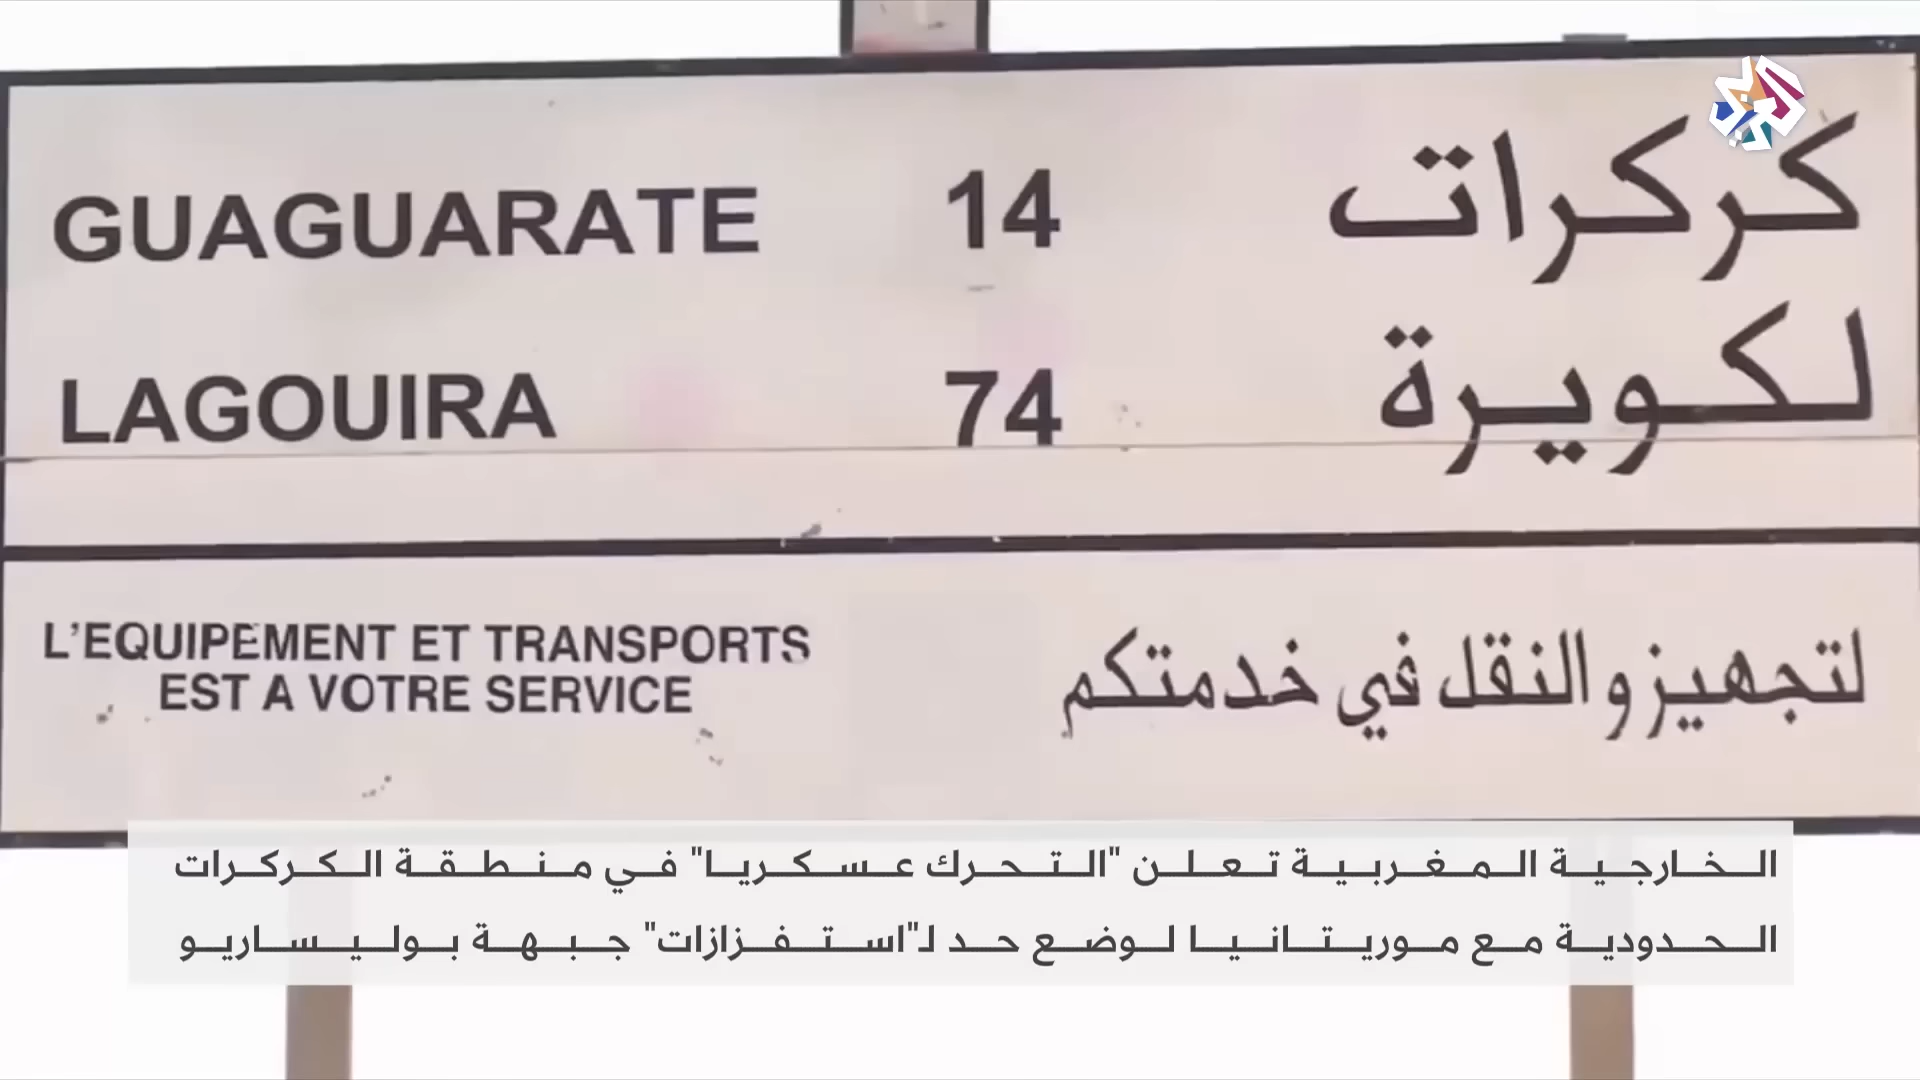 GUAGUARATE 14 كركرات
LAGOUIRA 74 لكويرة
L'EQUIPEMENT ET TRANSPORTS
EST A VOTRE SERVICE
لتجهيز و النقل في خدمتكم
الخارجية المغربية تعلن "التحرك عسكريا" في منطقة الكركرات
الحدودية مع موريتانيا لوضع حد لـ"استفزازات" جبهة بوليساريو
العربي